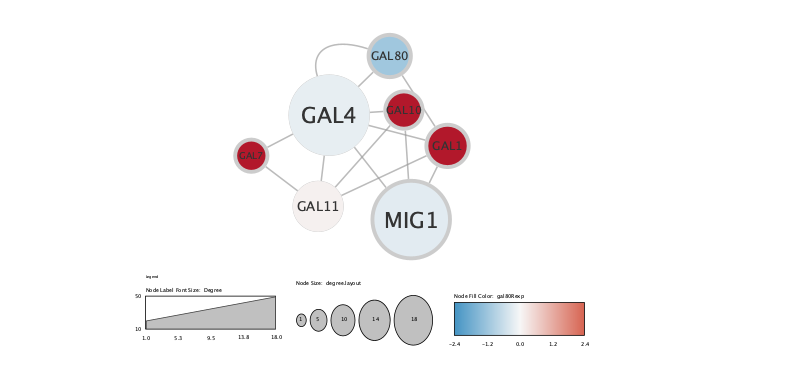 GAL80
GAL4
GAL10
GAL1
GAL7
GAL11
MIG1
legend
Node Label Font Size: Degree
50
10
1.0 5.3 9.5 13.8 18.0
Node Size: degree.layout
1 5 10 14 18
Node Fill Color: gal80Rexp
-2.4 -1.2 0.0 1.2 2.4